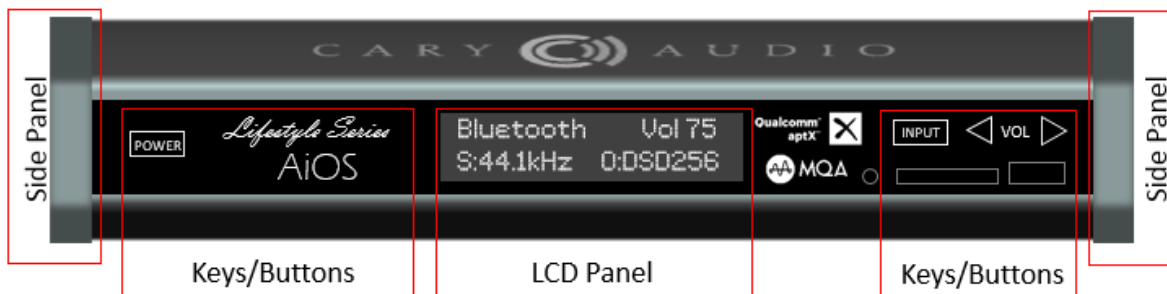 CARY AUDIO
Side Panel
Side Panel
POWER
Lifestyle Series
AiOS
Bluetooth Vol 75
S:44.1kHz O:DSD256
Qualcomm
aptX™ X
MQA
INPUT VOL
Keys/Buttons
LCD Panel
Keys/Buttons